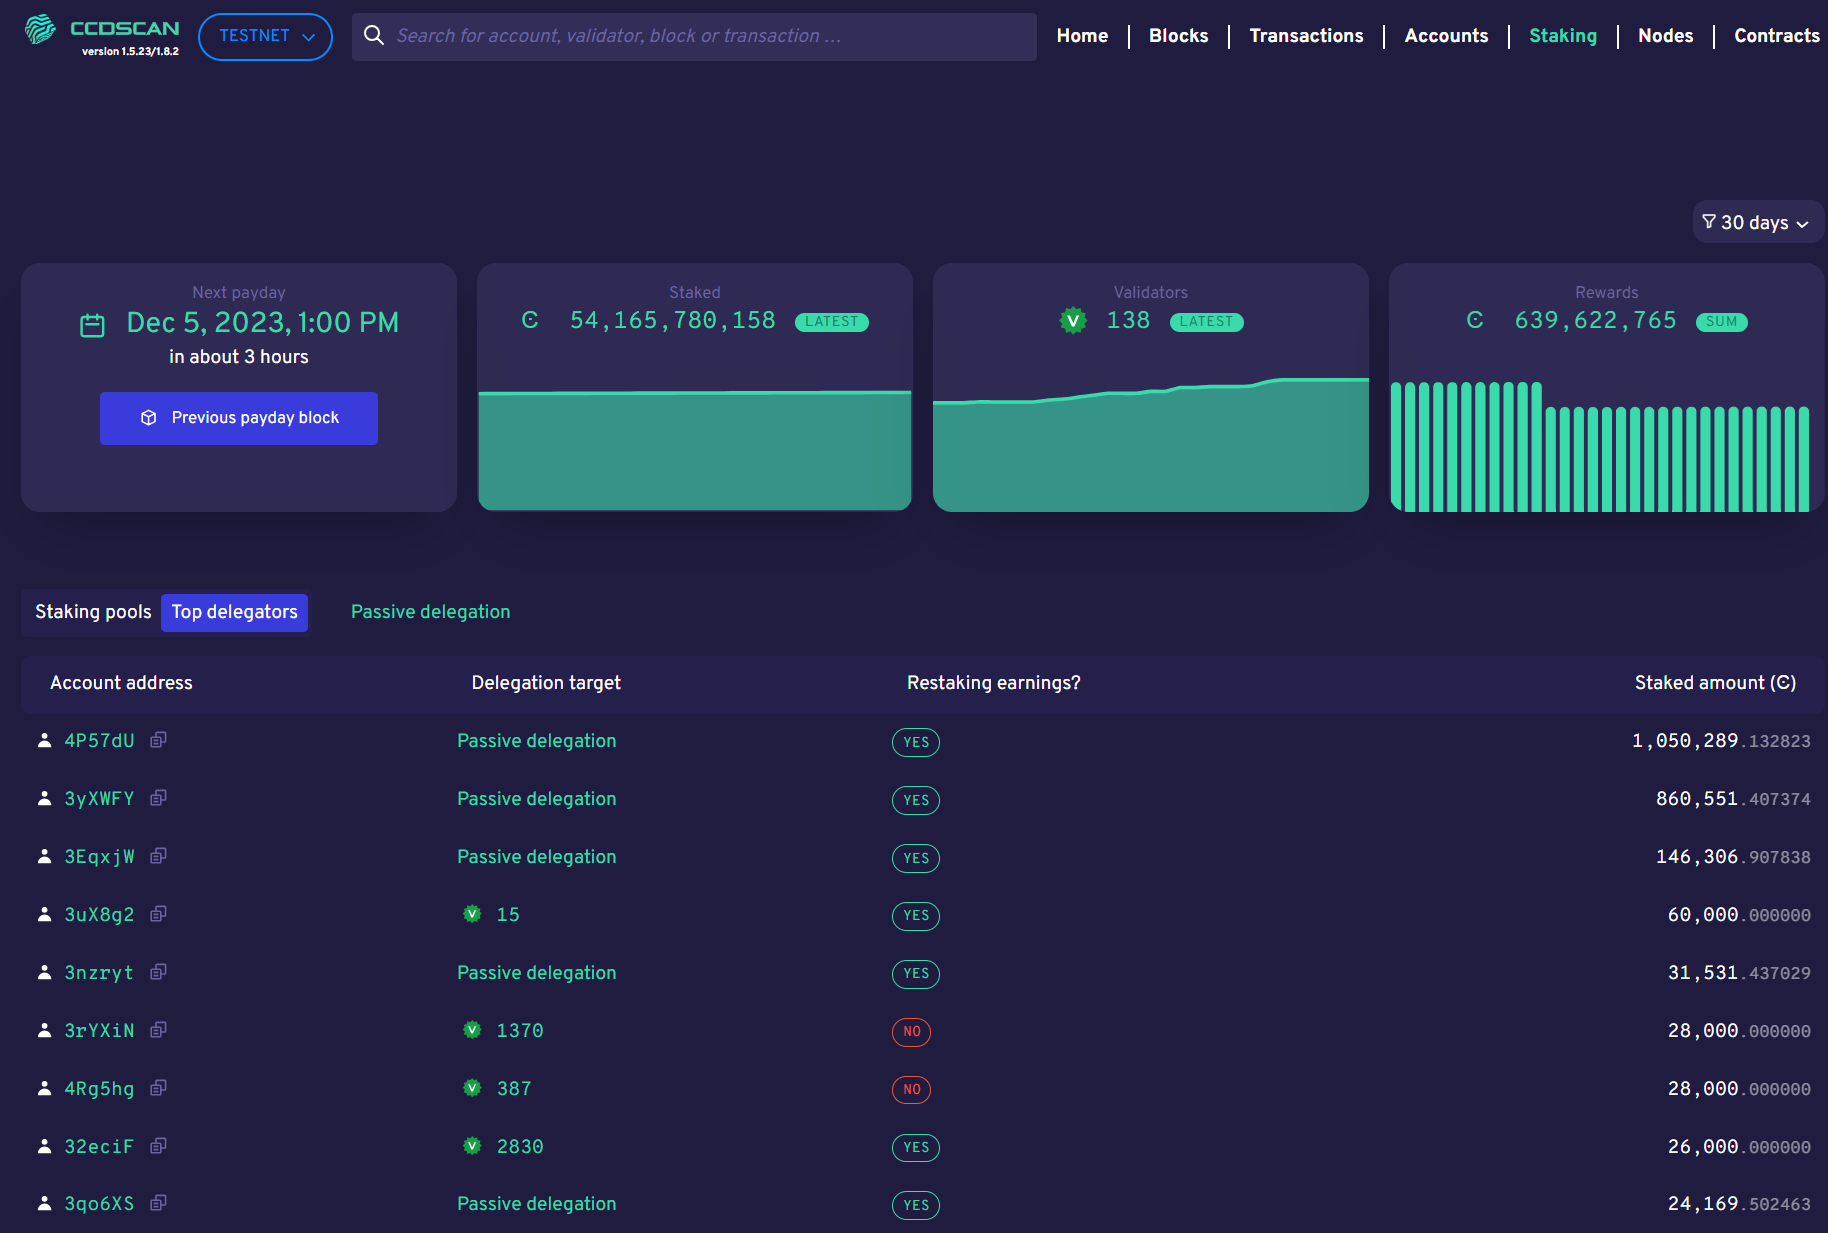 CCDSCAN
version 1.5.23/1.8.2
TESTNET
Search for account, validator, block or transaction ...
Home
Blocks
Transactions
Accounts
Staking
Nodes
Contracts
30 days
Next payday
Dec 5, 2023, 1:00 PM
in about 3 hours
Previous payday block
Staked
54,165,780,158 LATEST
Validators
138 LATEST
Rewards
639,622,765 SUM
Staking pools Top delegators Passive delegation
Account address Delegation target Restaking earnings? Staked amount (Ͼ)
4P57dU Passive delegation YES 1,050,289.132823
3yXWFY Passive delegation YES 860,551.407374
3EqxjW Passive delegation YES 146,306.907838
3uX8g2 15 YES 60,000.000000
3nzryt Passive delegation YES 31,531.437029
3rYXiN 1370 NO 28,000.000000
4Rg5hg 387 NO 28,000.000000
32eciF 2830 YES 26,000.000000
3qo6XS Passive delegation YES 24,169.502463